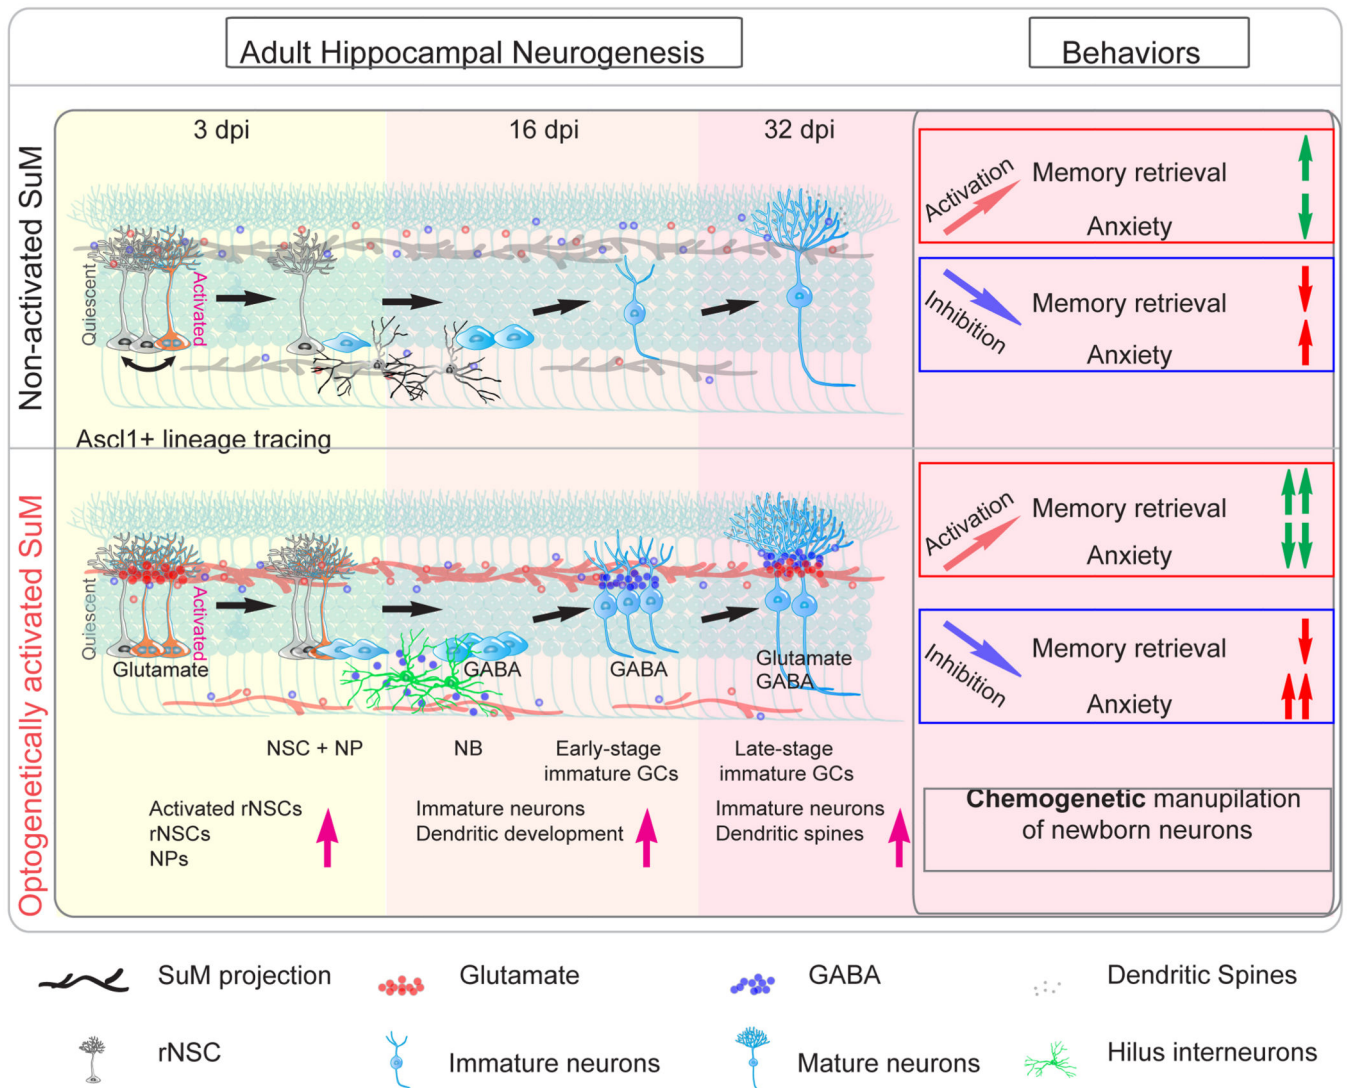 Adult Hippocampal Neurogenesis
Behaviors
Non-activated SuM
3 dpi
16 dpi
32 dpi
Quiescent
Activated
Ascl1+ lineage tracing
Activation
Memory retrieval
Anxiety
Inhibition
Memory retrieval
Anxiety
Optogenetically activated SuM
Quiescent
Activated
Glutamate
GABA
GABA
Glutamate
GABA
NSC + NP
NB
Early-stage
immature GCs
Late-stage
immature GCs
Activated rNSCs
rNSCs
NPs
Immature neurons
Dendritic development
Immature neurons
Dendritic spines
Activation
Memory retrieval
Anxiety
Inhibition
Memory retrieval
Anxiety
Chemogenetic manupilation
of newborn neurons
SuM projection
Glutamate
GABA
Dendritic Spines
rNSC
Immature neurons
Mature neurons
Hilus interneurons